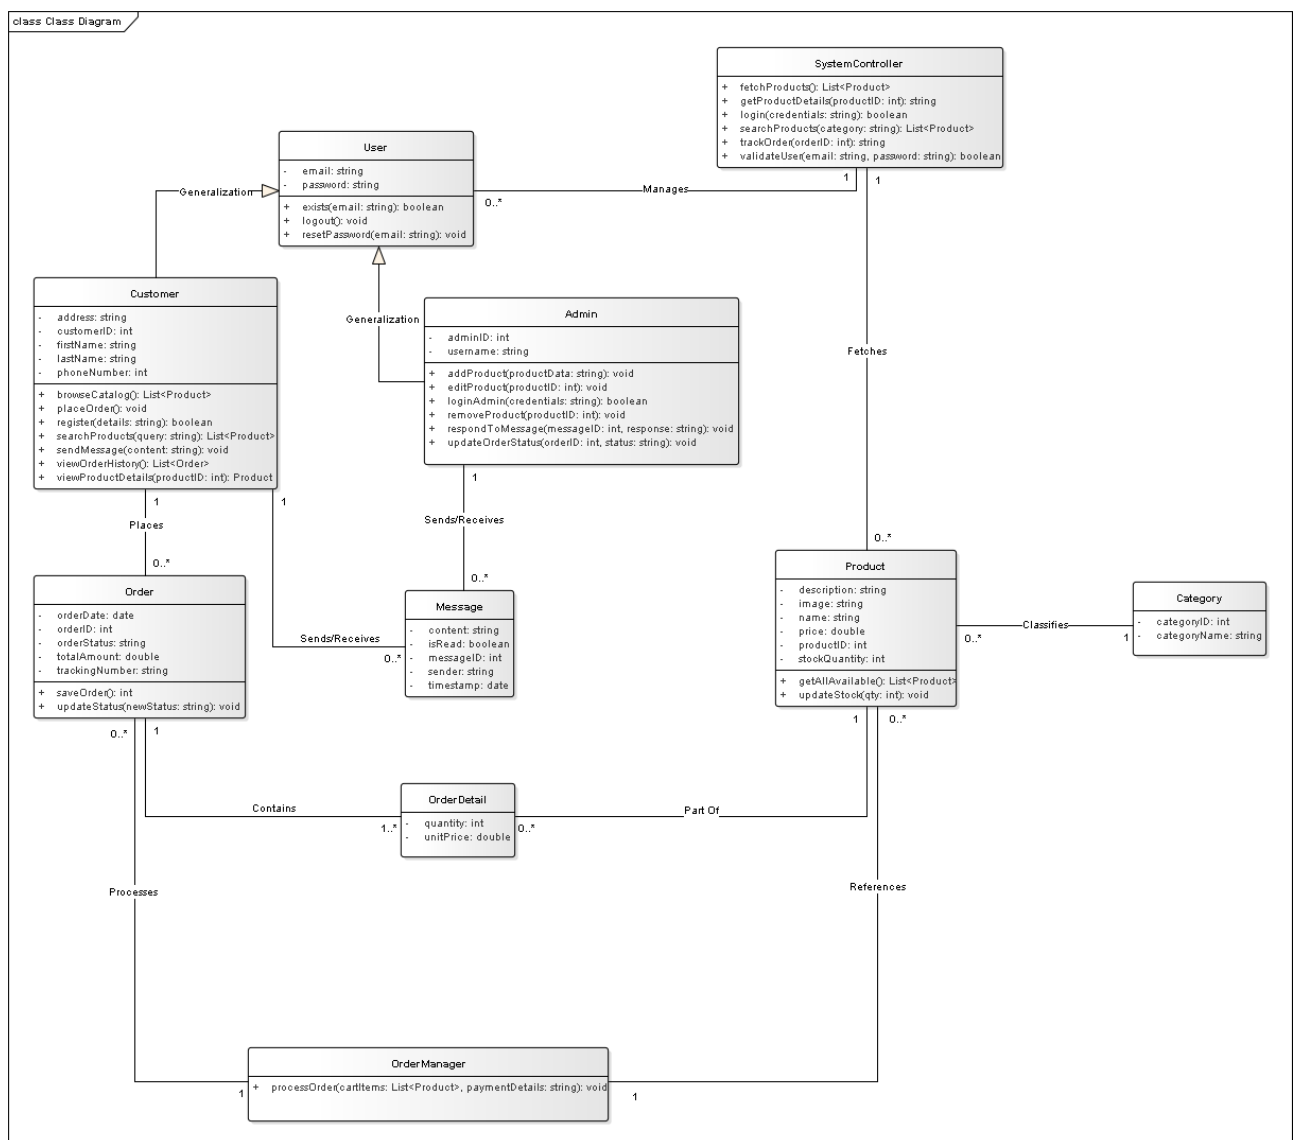 class Class Diagram
SystemController
+ fetchProducts(): List<Product>
+ getProductDetails(productID: int): string
+ login(credentials: string): boolean
+ searchProducts(category: string): List<Product>
+ trackOrder(orderID: int): string
+ validateUser(email: string, password: string): boolean
User
- email: string
- password: string
+ exists(email: string): boolean
+ logout(): void
+ resetPassword(email: string): void
Generalization
Manages
0..*
1
1
Customer
- address: string
- customerID: int
- firstName: string
- lastName: string
- phoneNumber: int
+ browseCatalog(): List<Product>
+ placeOrder(): void
+ register(details: string): boolean
+ searchProducts(query: string): List<Product>
+ sendMessage(content: string): void
+ viewOrderHistory(): List<Order>
+ viewProductDetails(productID: int): Product
Generalization
Admin
- adminID: int
- username: string
+ addProduct(productData: string): void
+ editProduct(productID: int): void
+ loginAdmin(credentials: string): boolean
+ removeProduct(productID: int): void
+ respondToMessage(messageID: int, response: string): void
+ updateOrderStatus(orderID: int, status: string): void
Fetches
1
1
1
Places
Sends/Receives
0..*
0..*
0..*
Order
- orderDate: date
- orderID: int
- orderStatus: string
- totalAmount: double
- trackingNumber: string
+ saveOrder(): int
+ updateStatus(newStatus: string): void
Sends/Receives
0..*
Message
- content: string
- isRead: boolean
- messageID: int
- sender: string
- timestamp: date
Product
- description: string
- image: string
- name: string
- price: double
- productID: int
- stockQuantity: int
+ getAllAvailable(): List<Product>
+ updateStock(qty: int): void
Classifies
0..*
1
Category
- categoryID: int
- categoryName: string
0..*
1
1
0..*
Contains
1..*
OrderDetail
- quantity: int
- unitPrice: double
0..*
Part Of
Processes
References
OrderManager
+ processOrder(cartItems: List<Product>, paymentDetails: string): void
1
1